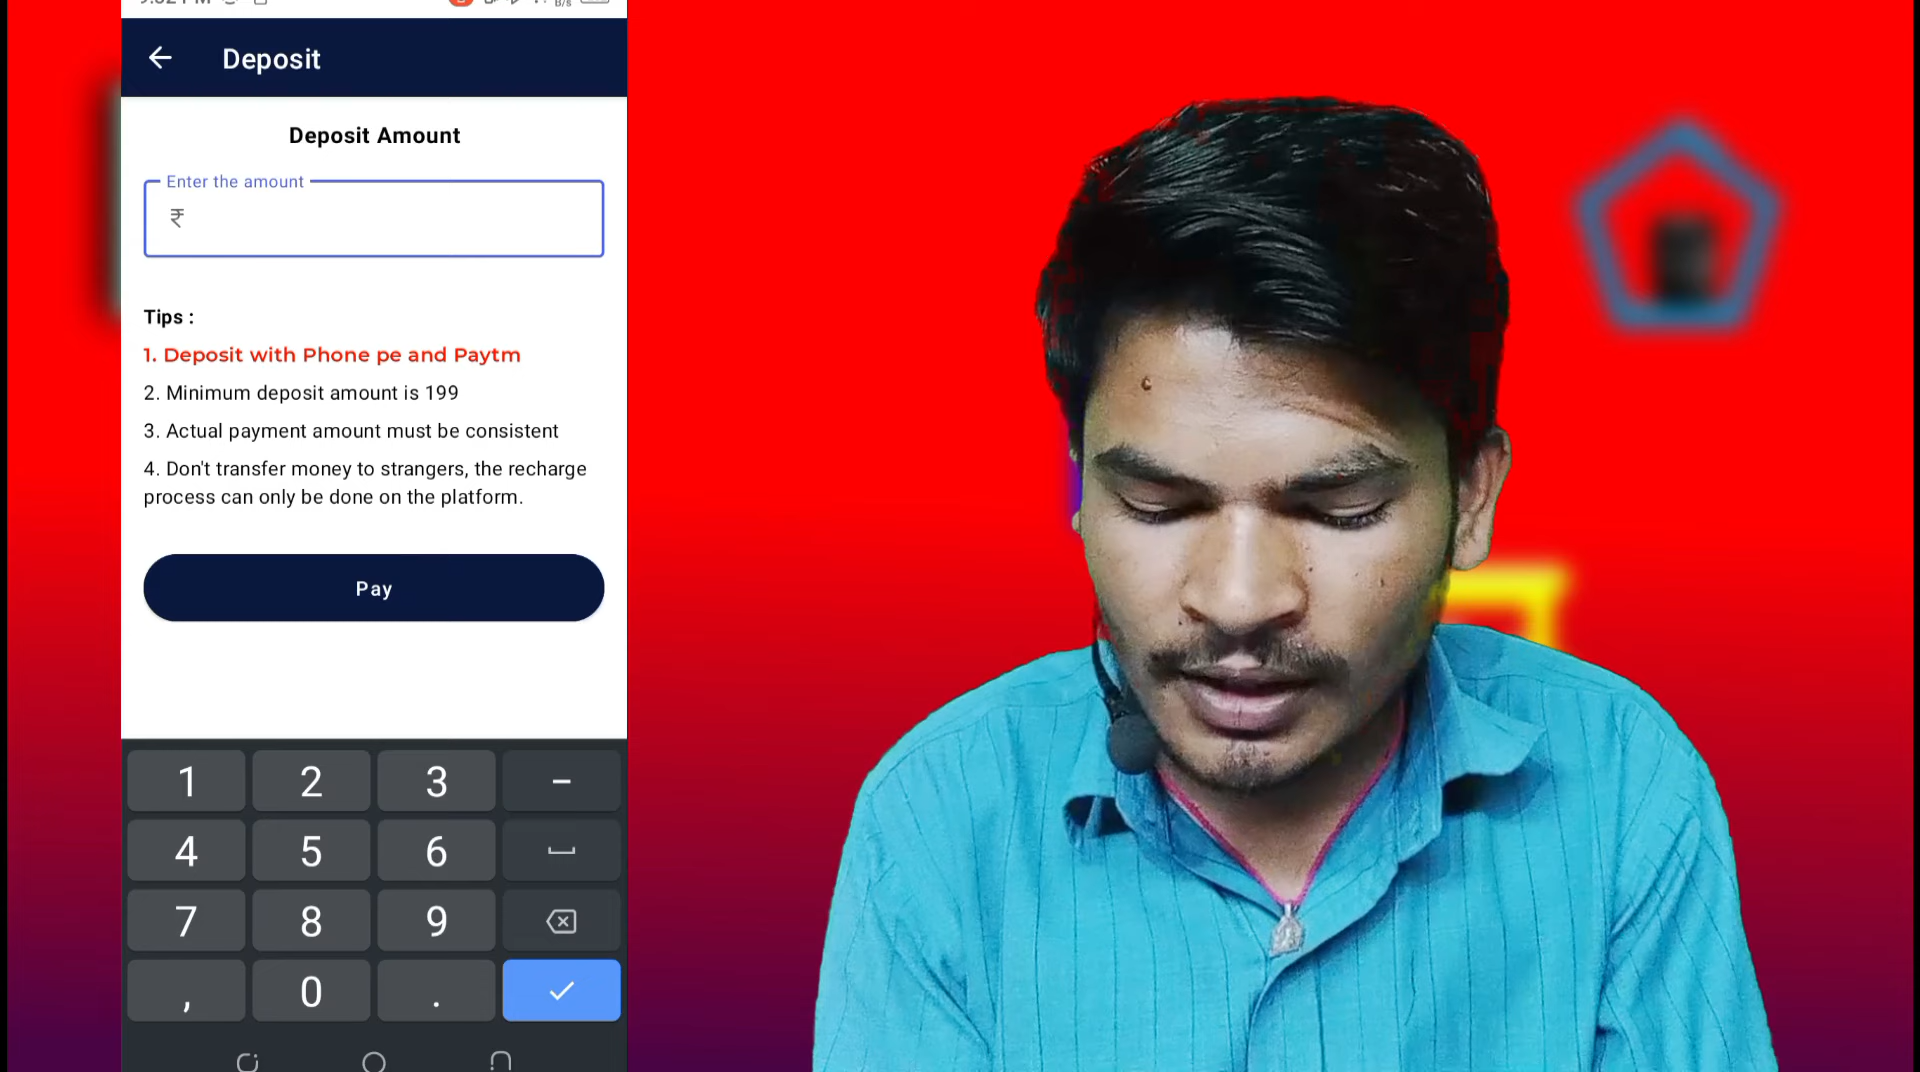 Deposit
Deposit Amount
Enter the amount
₹
Tips :
1. Deposit with Phone pe and Paytm
2. Minimum deposit amount is 199
3. Actual payment amount must be consistent
4. Don't transfer money to strangers, the recharge
process can only be done on the platform.
Pay
1 2 3 -
4 5 6
7 8 9
, 0 .